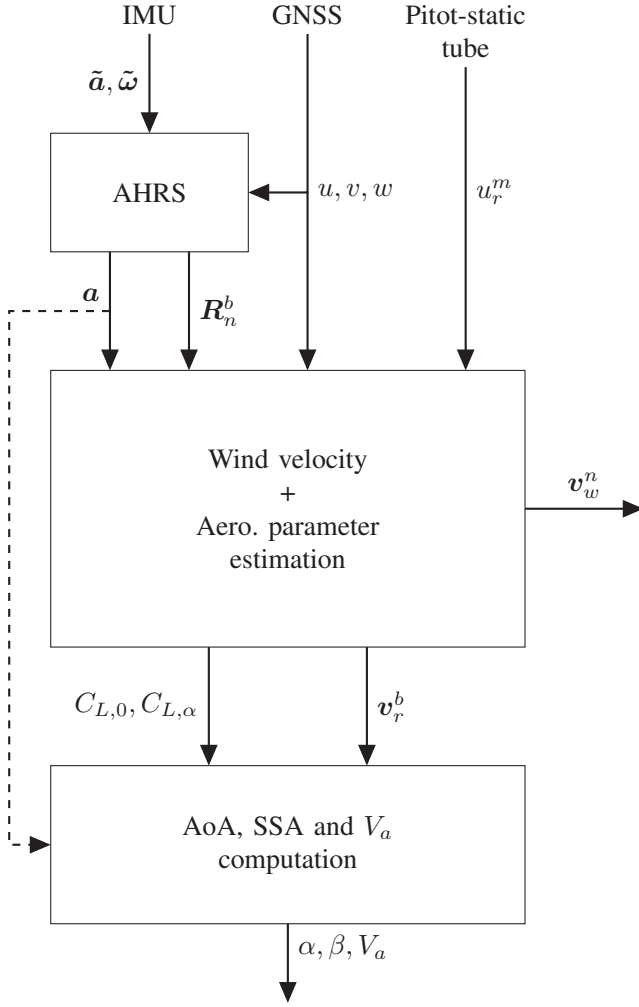 IMU
GNSS
Pitot-static
tube
ã, ω̃
AHRS
u, v, w
u_r^m
a
R_n^b
Wind velocity
+
Aero. parameter
estimation
v_w^n
C_{L,0}, C_{L,α}
v_r^b
AoA, SSA and V_a
computation
α, β, V_a